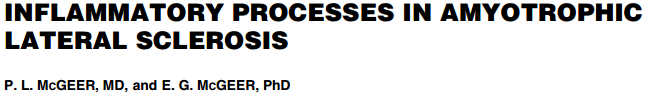 INFLAMMATORY PROCESSES IN AMYOTROPHIC
LATERAL SCLEROSIS
P. L. McGEER, MD, and E. G. McGEER, PhD